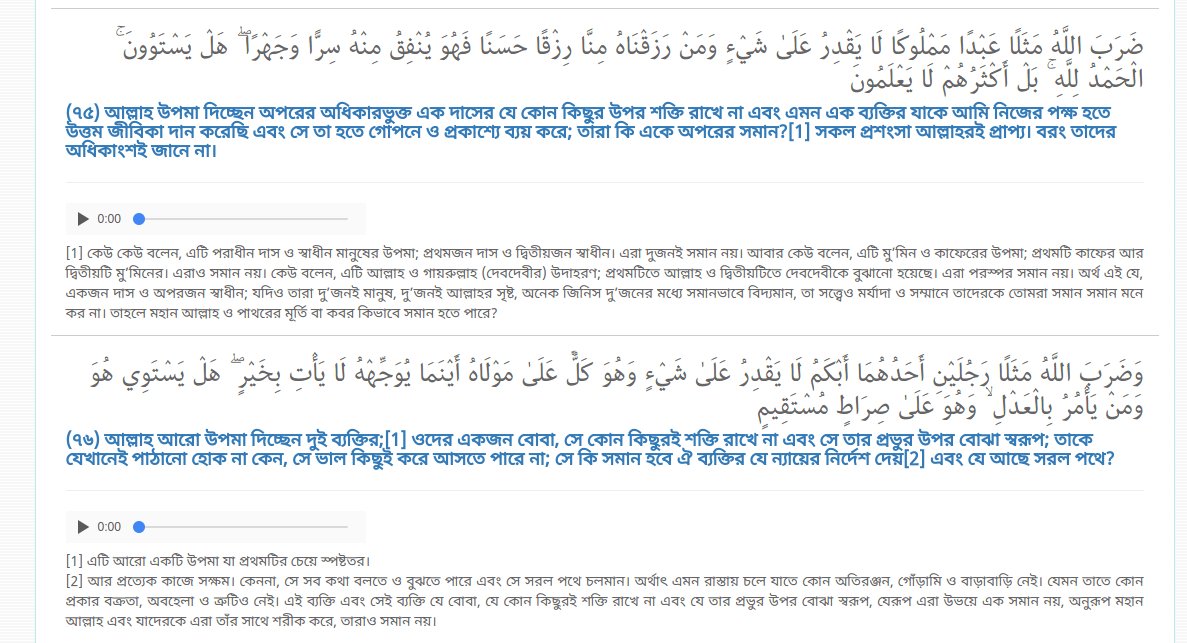 ضَرَبَ اللَّهُ مَثَلًا عَبْدًا مَمْلُوكًا لَا يَقْدِرُ عَلَىٰ شَيْءٍ وَمَنْ رَزَقْنَاهُ مِنَّا رِزْقًا حَسَنًا فَهُوَ يُنْفِقُ مِنْهُ سِرًّا وَجَهْرًا ۖ هَلْ يَسْتَوُونَ ۚ
الْحَمْدُ لِلَّهِ ۚ بَلْ أَكْثَرُهُمْ لَا يَعْلَمُونَ
(৭৫) আল্লাহ উপমা দিচ্ছেন অপরের অধিকারভুক্ত এক দাসের যে কোন কিছুর উপর শক্তি রাখে না এবং এমন এক ব্যক্তির যাকে আমি নিজের পক্ষ হতে
উত্তম জীবিকা দান করেছি এবং সে তা হতে গোপনে ও প্রকাশ্যে ব্যয় করে; তারা কি একে অপরের সমান?[1] সকল প্রশংসা আল্লাহরই প্রাপ্য। বরং তাদের
অধিকাংশই জানে না।
0:00
[1] কেউ কেউ বলেন, এটি পরাধীন দাস ও স্বাধীন মানুষের উপমা; প্রথমজন দাস ও দ্বিতীয়জন স্বাধীন। এরা দুজনই সমান নয়। আবার কেউ বলেন, এটি মু’মিন ও কাফেরের উপমা; প্রথমটি কাফের আর
দ্বিতীয়টি মু’মিনের। এরাও সমান নয়। কেউ বলেন, এটি আল্লাহ ও গায়রুল্লাহ (দেবদেবীর) উদাহরণ; প্রথমটিতে আল্লাহ ও দ্বিতীয়টিতে দেবদেবীকে বুঝানো হয়েছে। এরা পরস্পর সমান নয়। অর্থ এই যে,
একজন দাস ও অপরজন স্বাধীন; যদিও তারা দু’জনই মানুষ, দু’জনই আল্লাহর সৃষ্ট, অনেক জিনিস দু’জনের মধ্যে সমানভাবে বিদ্যমান, তা সত্ত্বেও মর্যাদা ও সম্মানে তাদেরকে তোমরা সমান সমান মনে
কর না। তাহলে মহান আল্লাহ ও পাথরের মূর্তি বা কবর কিভাবে সমান হতে পারে?
وَضَرَبَ اللَّهُ مَثَلًا رَجُلَيْنِ أَحَدُهُمَا أَبْكَمُ لَا يَقْدِرُ عَلَىٰ شَيْءٍ وَهُوَ كَلٌّ عَلَىٰ مَوْلَاهُ أَيْنَمَا يُوَجِّهْهُ لَا يَأْتِ بِخَيْرٍ ۖ هَلْ يَسْتَوِي هُوَ
وَمَنْ يَأْمُرُ بِالْعَدْلِ ۙ وَهُوَ عَلَىٰ صِرَاطٍ مُسْتَقِيمٍ
(৭৬) আল্লাহ আরো উপমা দিচ্ছেন দুই ব্যক্তির;[1] ওদের একজন বোবা, সে কোন কিছুরই শক্তি রাখে না এবং সে তার প্রভুর উপর বোঝা স্বরূপ; তাকে
যেখানেই পাঠানো হোক না কেন, সে ভাল কিছুই করে আসতে পারে না; সে কি সমান হবে ঐ ব্যক্তির যে ন্যায়ের নির্দেশ দেয়[2] এবং যে আছে সরল পথে?
0:00
[1] এটি আরো একটি উপমা যা প্রথমটির চেয়ে স্পষ্টতর।
[2] আর প্রত্যেক কাজে সক্ষম। কেননা, সে সব কথা বলতে ও বুঝতে পারে এবং সে সরল পথে চলমান। অর্থাৎ এমন রাস্তায় চলে যাতে কোন অতিরঞ্জন, গোঁড়ামি ও বাড়াবাড়ি নেই। যেমন তাতে কোন
প্রকার বক্রতা, অবহেলা ও ত্রুটিও নেই। এই ব্যক্তি এবং সেই ব্যক্তি যে বোবা, যে কোন কিছুরই শক্তি রাখে না এবং যে তার প্রভুর উপর বোঝা স্বরূপ, যেরূপ এরা উভয়ে এক সমান নয়, অনুরূপ মহান
আল্লাহ এবং যাদেরকে এরা তাঁর সাথে শরীক করে, তারাও সমান নয়।